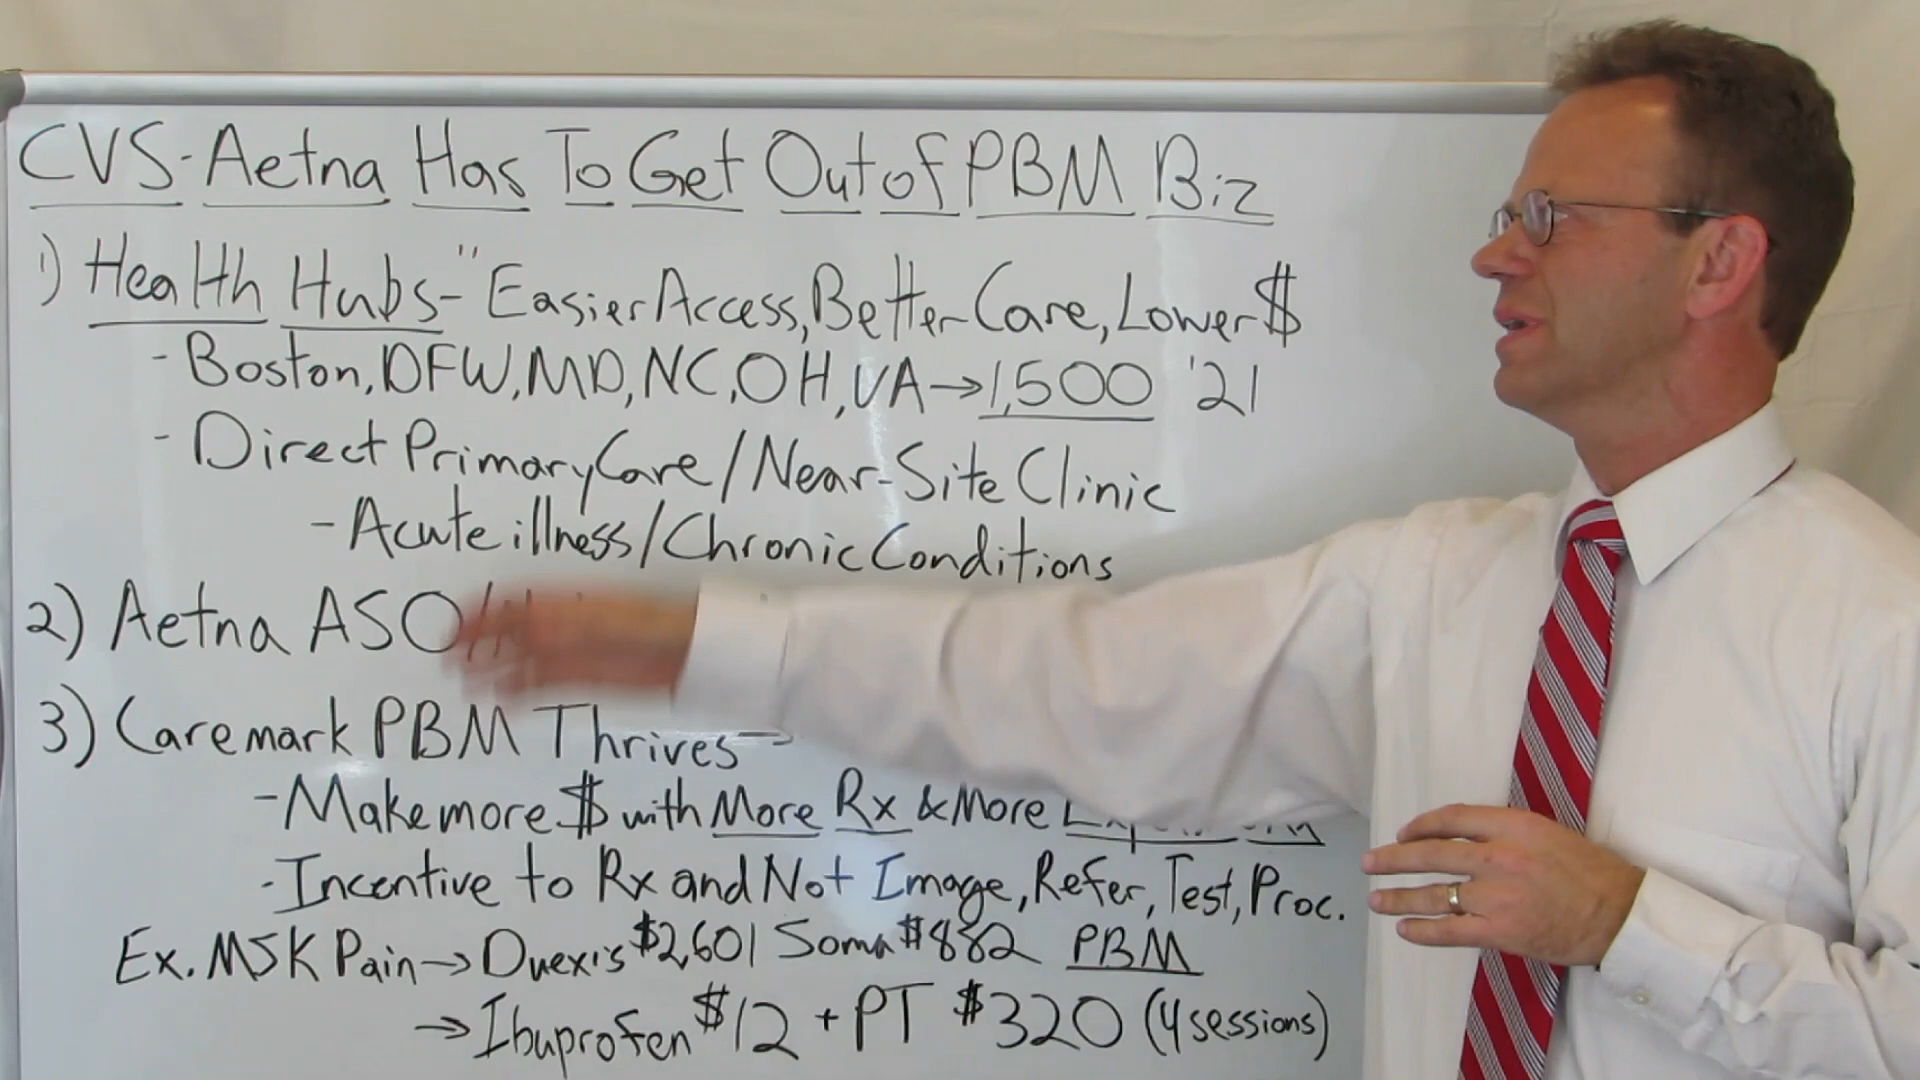 CVS-Aetna Has To Get Out of PBM Biz
1) Health Hubs- "Easier Access, Better Care, Lower $
- Boston, DFW, MD, NC, OH, VA→1,500 '21
- Direct Primary Care/Near-Site Clinic
- Acute illness/Chronic Conditions
2) Aetna ASO/
3) Caremark PBM Thrives
- Make more $ with More Rx & More
- Incentive to Rx and Not Image, Refer, Test, Proc.
Ex. MSK Pain→Duexis $2,601 Soma $882 PBM
→Ibuprofen $12 + PT $320 (4 sessions)